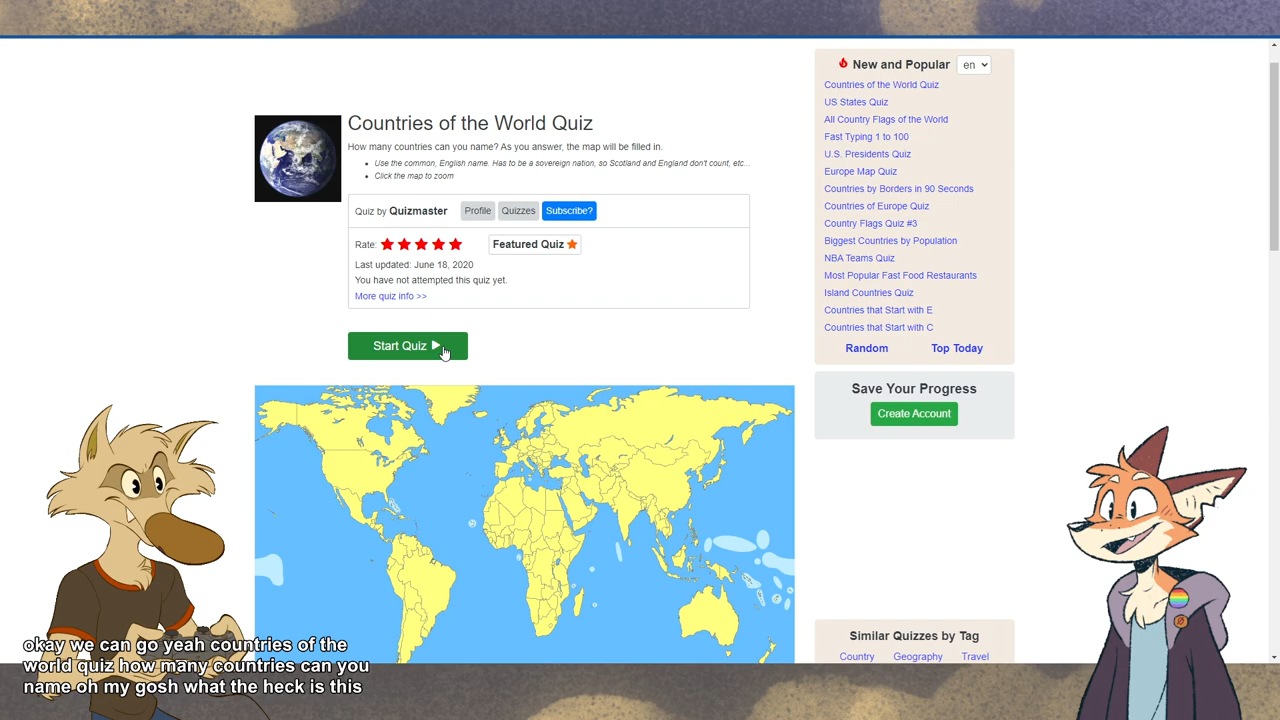 Countries of the World Quiz
How many countries can you name? As you answer, the map will be filled in.
Use the common, English name. Has to be a sovereign nation, so Scotland and England don't count, etc...
Click the map to zoom
Quiz by Quizmaster Profile Quizzes Subscribe?
Rate: Featured Quiz
Last updated: June 18, 2020
You have not attempted this quiz yet.
More quiz info >>
Start Quiz
New and Popular en
Countries of the World Quiz
US States Quiz
All Country Flags of the World
Fast Typing 1 to 100
U.S. Presidents Quiz
Europe Map Quiz
Countries by Borders in 90 Seconds
Countries of Europe Quiz
Country Flags Quiz #3
Biggest Countries by Population
NBA Teams Quiz
Most Popular Fast Food Restaurants
Island Countries Quiz
Countries that Start with E
Countries that Start with C
Random Top Today
Save Your Progress
Create Account
Similar Quizzes by Tag
Country Geography Travel
okay we can go yeah countries of the
world quiz how many countries can you
name oh my gosh what the heck is this